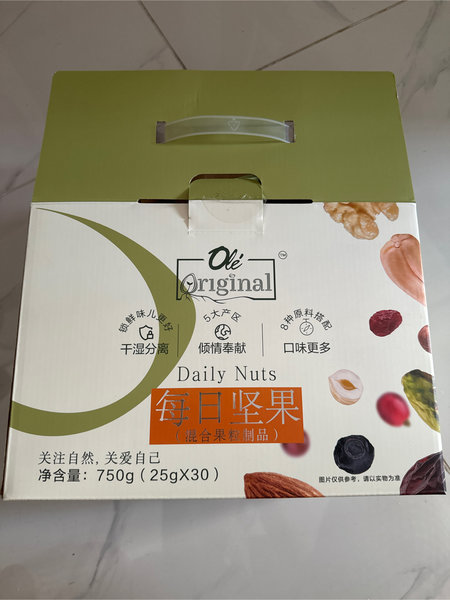 Olé
Original
TM
锁鲜味儿更好
干湿分离
5大产区
倾情奉献
8种原料搭配
口味更多
Daily Nuts
每日坚果
(混合果粒制品)
关注自然, 关爱自己
净含量: 750g (25gX30)
图片仅供参考, 请以实物为准